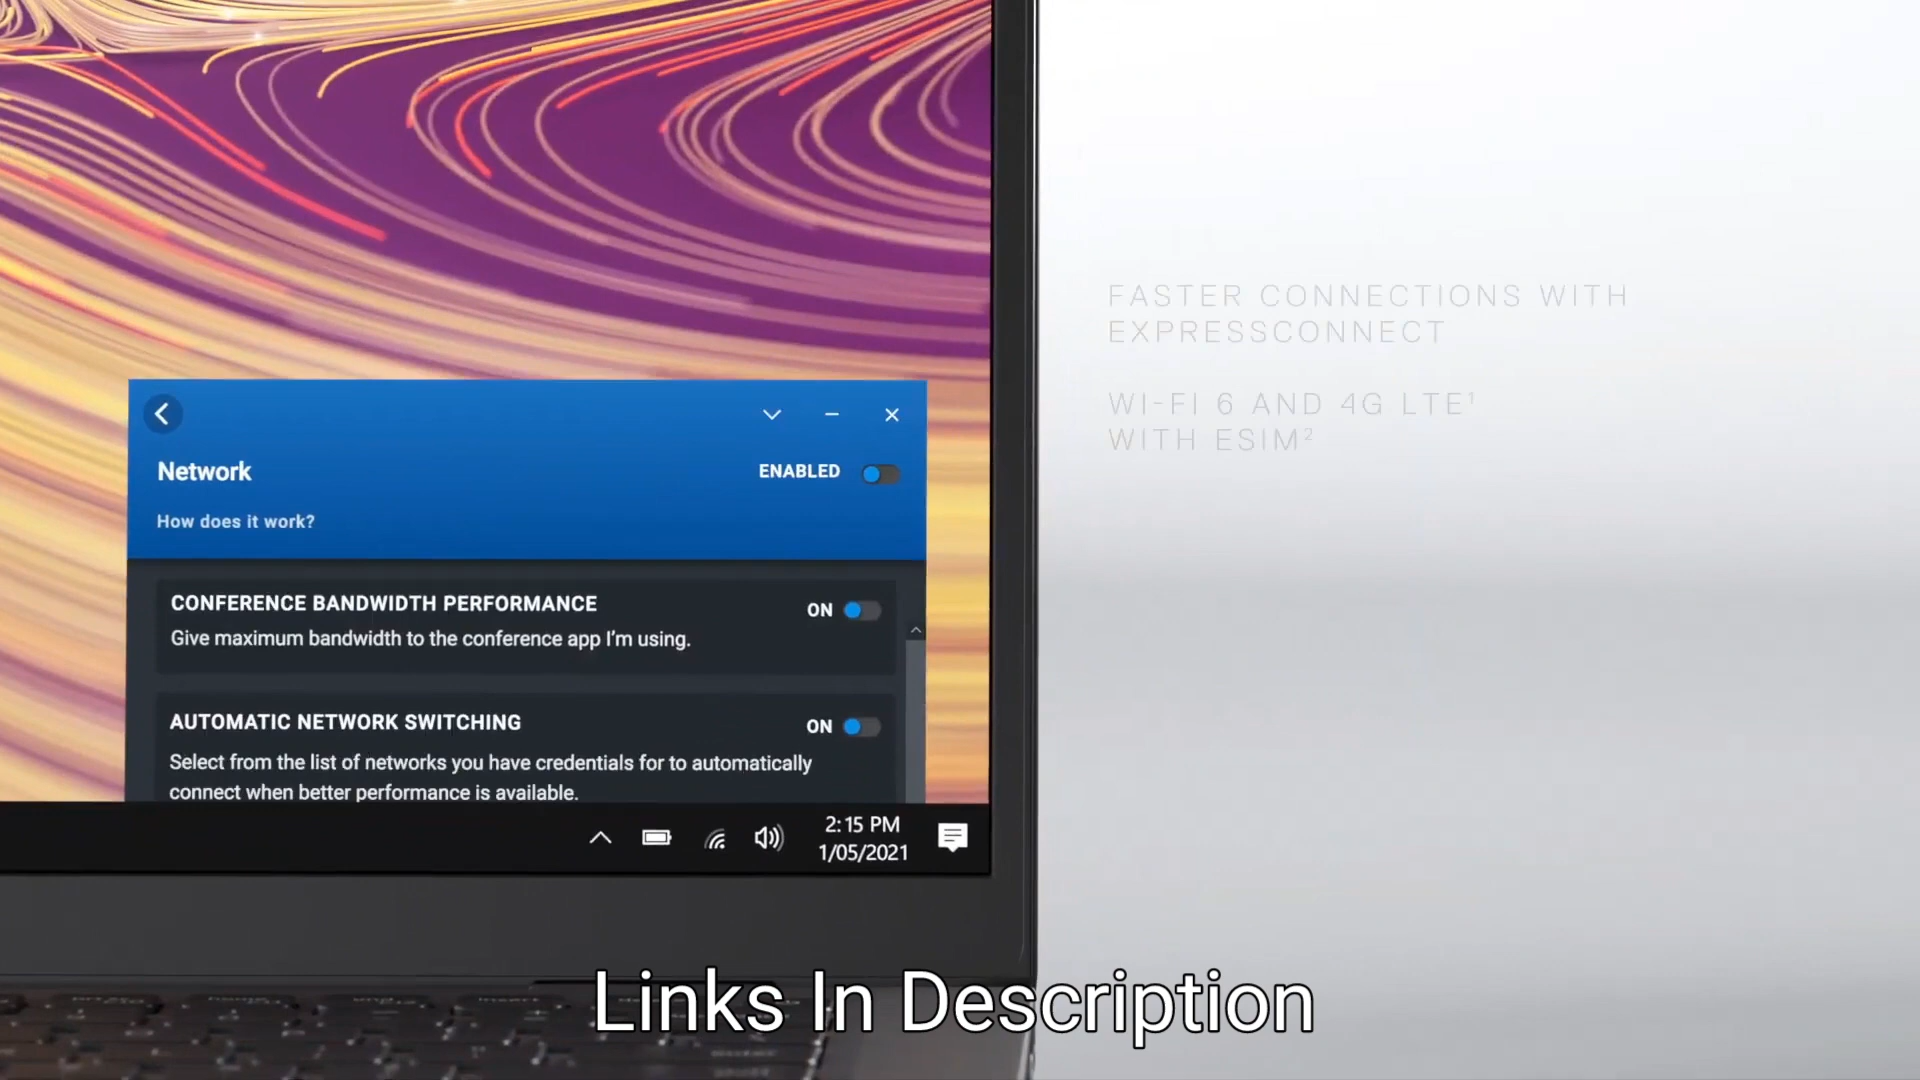 FASTER CONNECTIONS WITH
EXPRESSCONNECT
WI-FI 6 AND 4G LTE¹
WITH ESIM²
Network
ENABLED
How does it work?
CONFERENCE BANDWIDTH PERFORMANCE
ON
Give maximum bandwidth to the conference app I'm using.
AUTOMATIC NETWORK SWITCHING
ON
Select from the list of networks you have credentials for to automatically
connect when better performance is available.
2:15 PM
1/05/2021
Links In Description